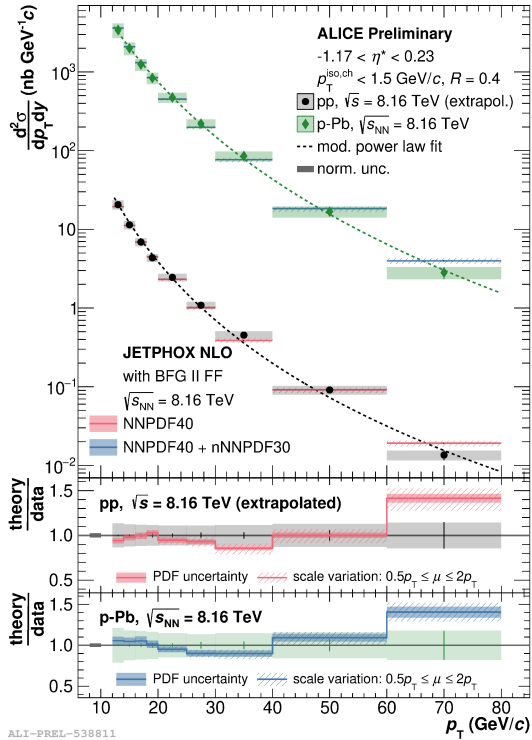 d²σ/dp_T dy (nb GeV⁻¹c)
10³
10²
10
1
10⁻¹
10⁻²
ALICE Preliminary
-1.17 < η* < 0.23
p_T^iso,ch < 1.5 GeV/c, R = 0.4
pp, √s = 8.16 TeV (extrapol.)
p-Pb, √s_NN = 8.16 TeV
mod. power law fit
norm. unc.
JETPHOX NLO
with BFG II FF
√s_NN = 8.16 TeV
NNPDF40
NNPDF40 + nNNPDF30
theory/data
1.5
1.0
0.5
pp, √s = 8.16 TeV (extrapolated)
PDF uncertainty
scale variation: 0.5p_T ≤ μ ≤ 2p_T
theory/data
1.5
1.0
0.5
p-Pb, √s_NN = 8.16 TeV
PDF uncertainty
scale variation: 0.5p_T ≤ μ ≤ 2p_T
10 20 30 40 50 60 70 80
p_T (GeV/c)
ALI-PREL-538811